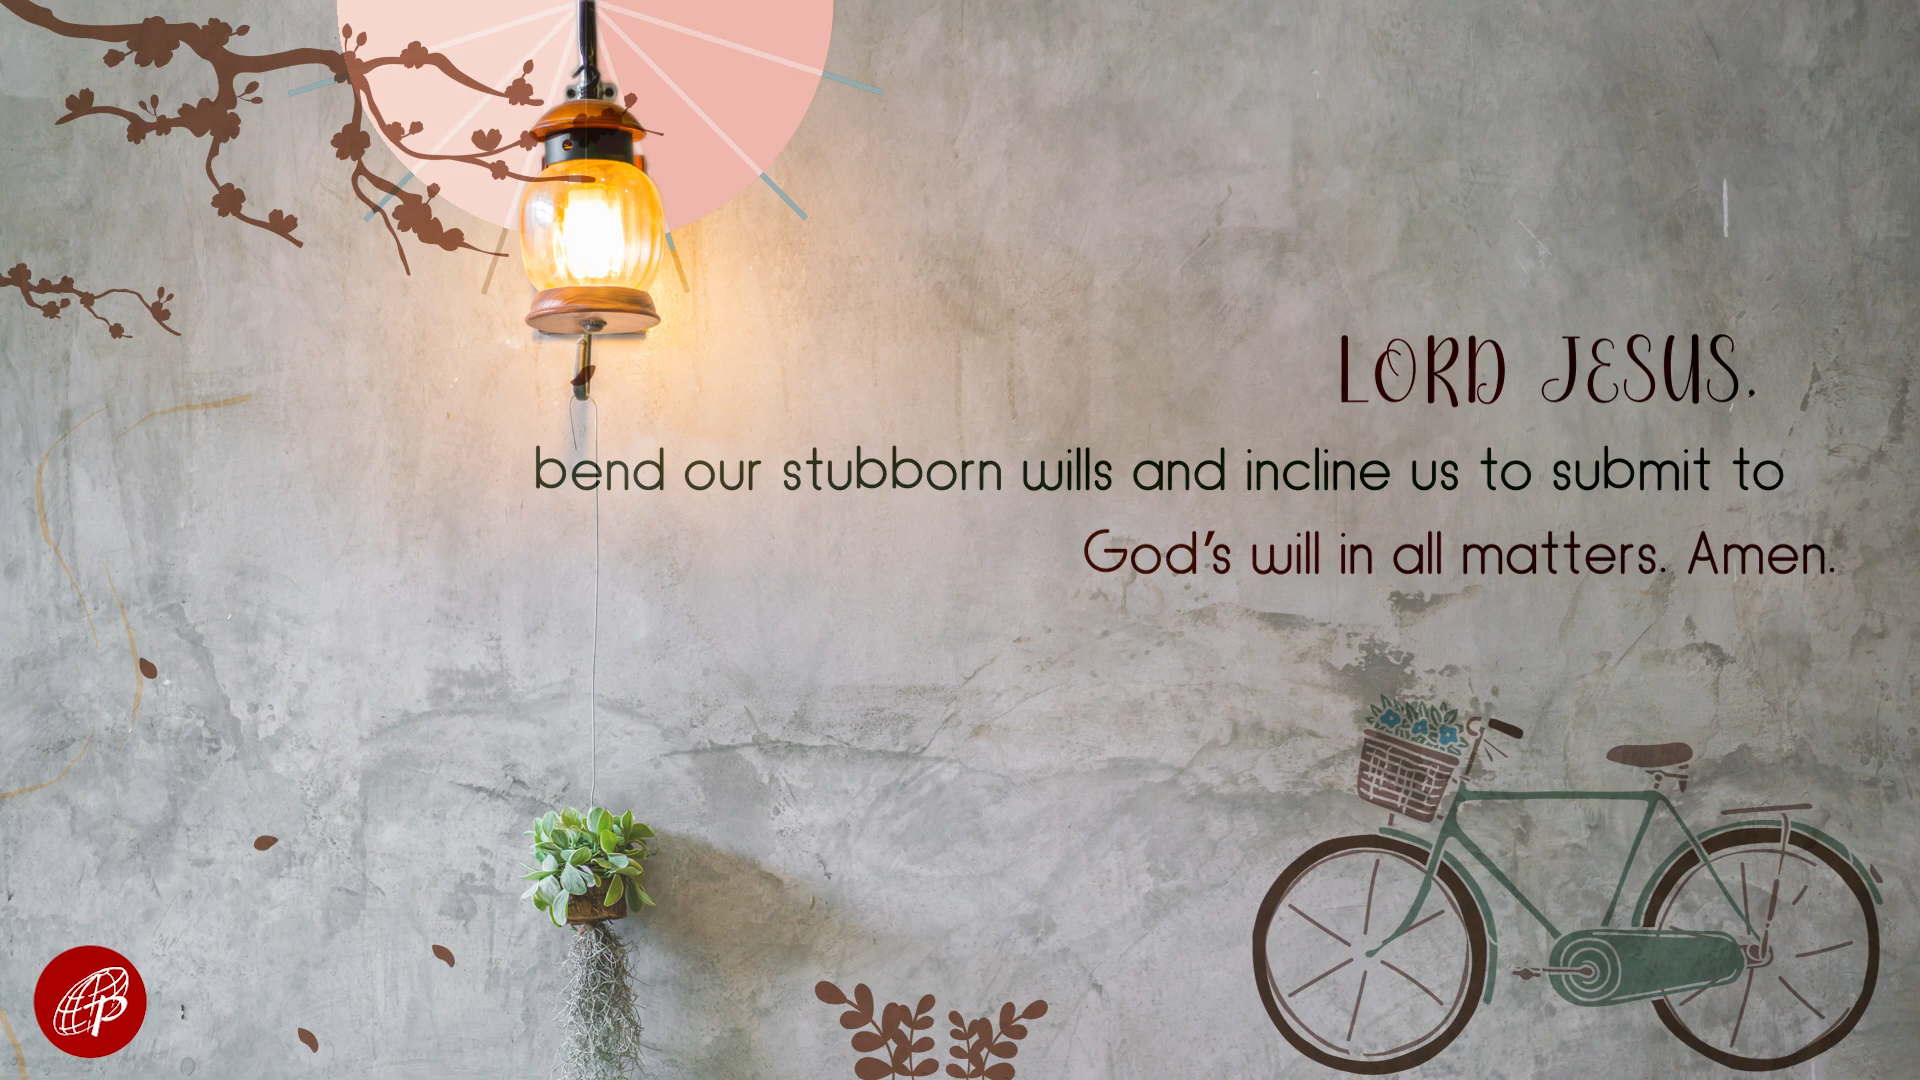 LORD JESUS,
bend our stubborn wills and incline us to submit to
God's will in all matters. Amen.